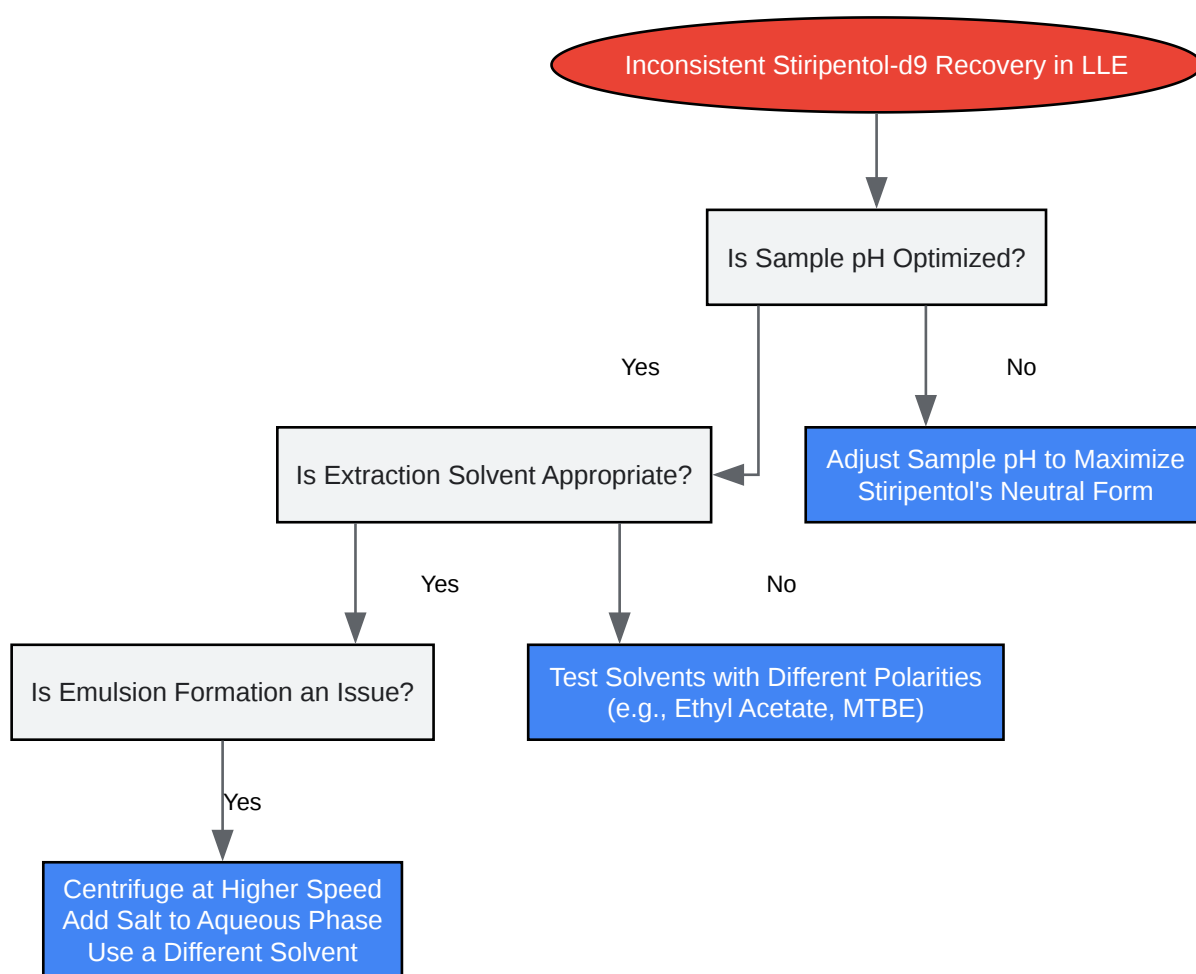 Inconsistent Stiripentol-d9 Recovery in LLE
Is Sample pH Optimized?
Yes
No
Is Extraction Solvent Appropriate?
Adjust Sample pH to Maximize
Stiripentol's Neutral Form
Yes
No
Is Emulsion Formation an Issue?
Test Solvents with Different Polarities
(e.g., Ethyl Acetate, MTBE)
Yes
Centrifuge at Higher Speed
Add Salt to Aqueous Phase
Use a Different Solvent